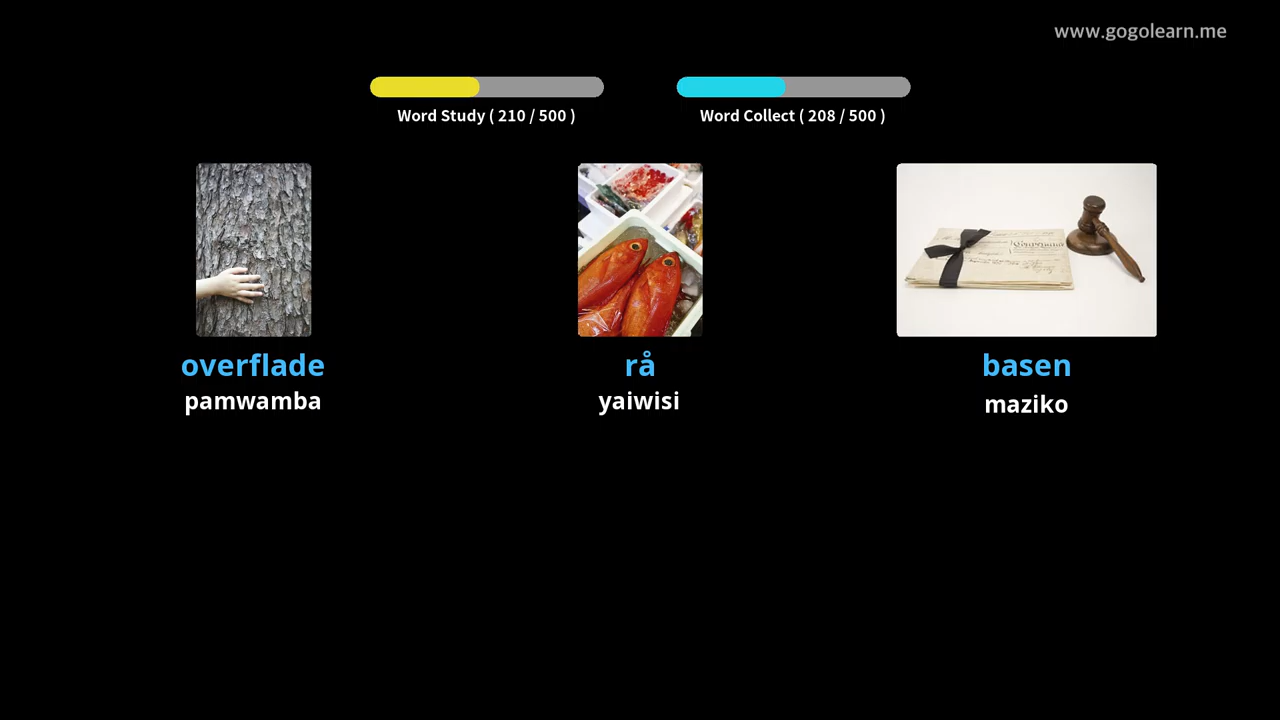 www.gogolearn.me
Word Study ( 210 / 500 )
Word Collect ( 208 / 500 )
overflade
pamwamba
rå
yaiwisi
basen
maziko